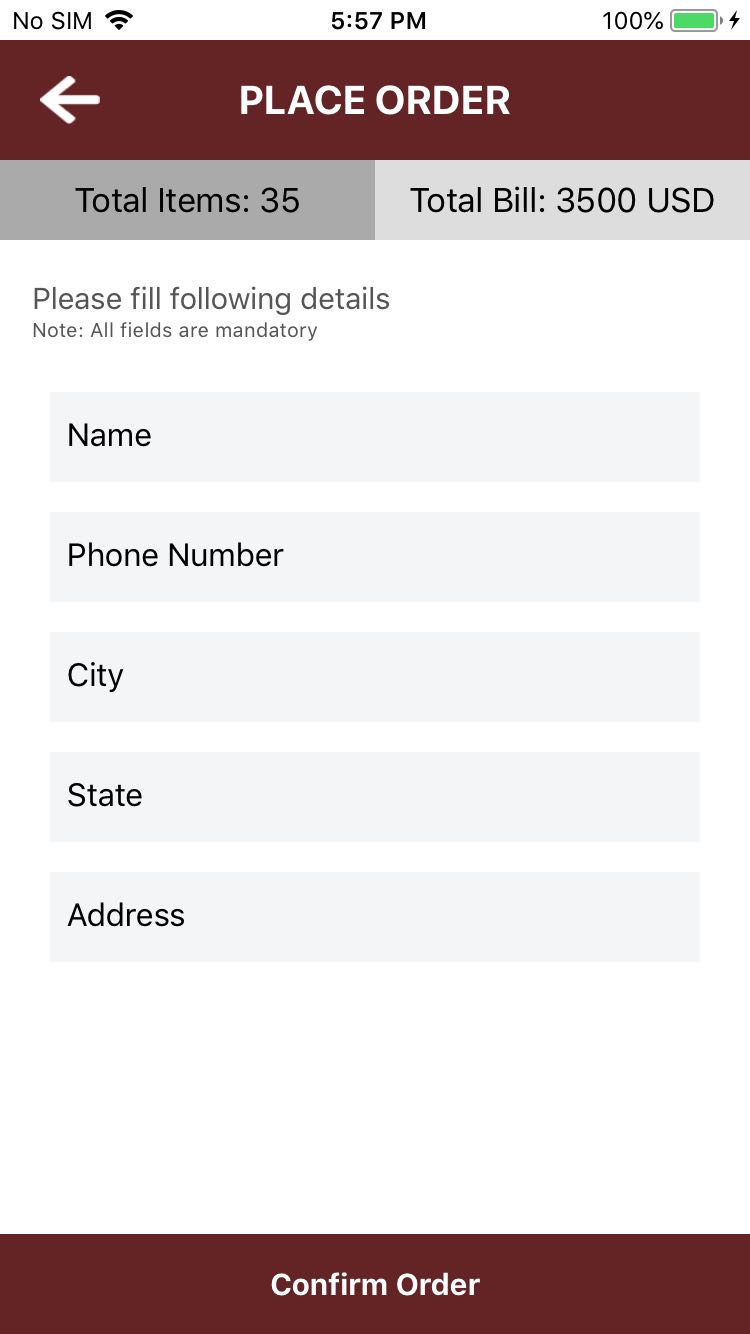 No SIM 5:57 PM 100%
PLACE ORDER
Total Items: 35 Total Bill: 3500 USD
Please fill following details
Note: All fields are mandatory
Name
Phone Number
City
State
Address
Confirm Order